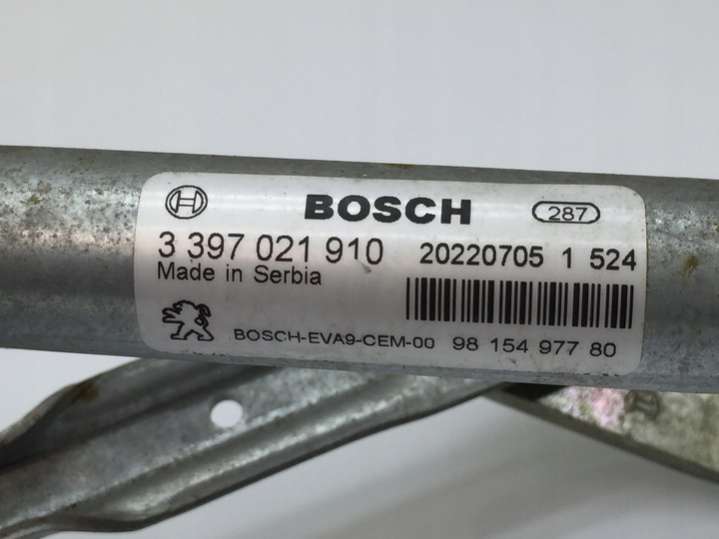 BOSCH 287
3 397 021 910 20220705 1 524
Made in Serbia
BOSCH-EVA9-CEM-00 98 154 977 80